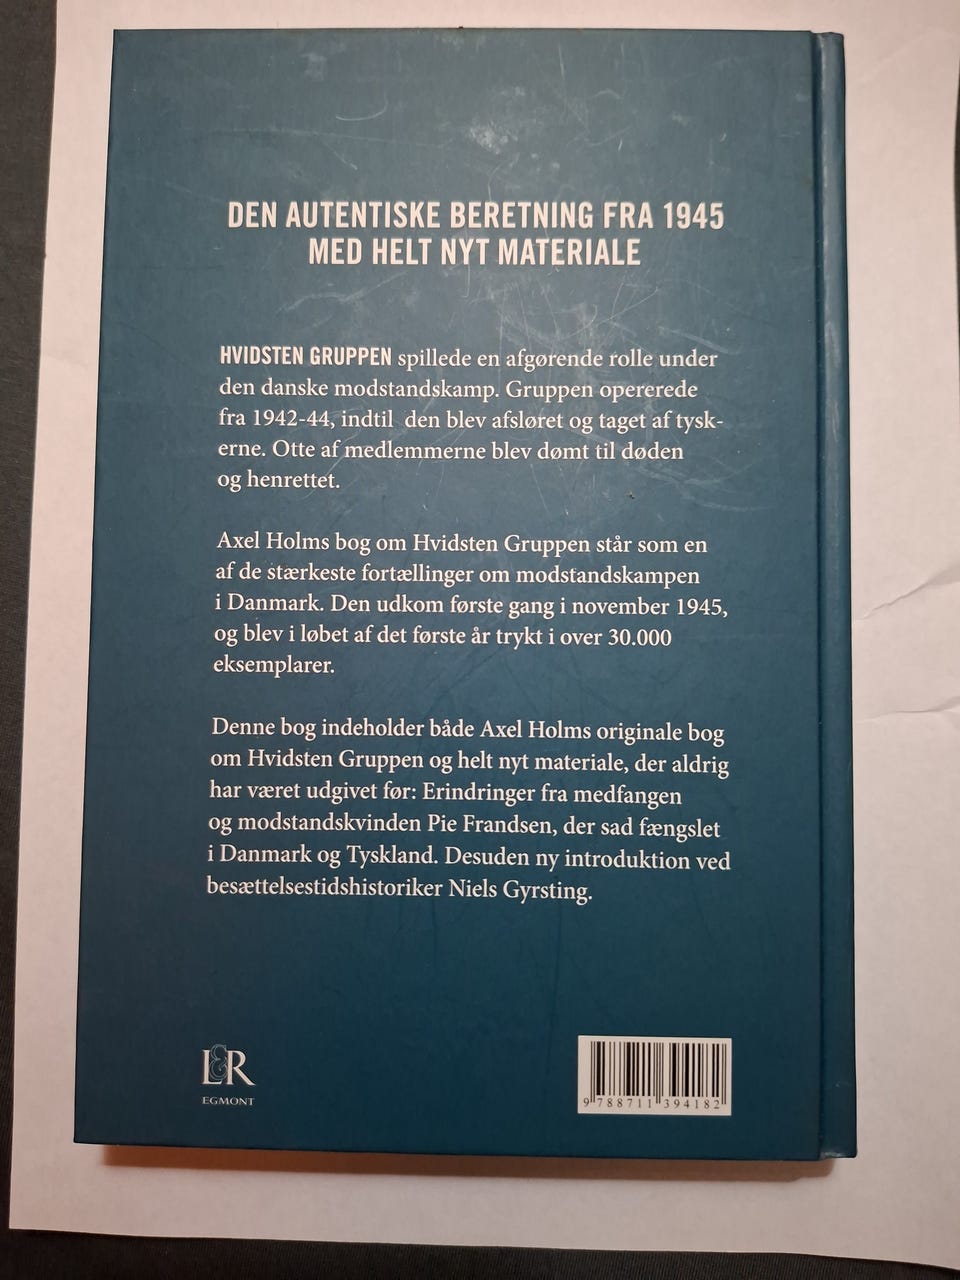 DEN AUTENTISKE BERETNING FRA 1945
MED HELT NYT MATERIALE
HVIDSTEN GRUPPEN spillede en afgørende rolle under
den danske modstandskamp. Gruppen opererede
fra 1942-44, indtil den blev afsløret og taget af tysk-
erne. Otte af medlemmerne blev dømt til døden
og henrettet.
Axel Holms bog om Hvidsten Gruppen står som en
af de stærkeste fortællinger om modstandskampen
i Danmark. Den udkom første gang i november 1945,
og blev i løbet af det første år trykt i over 30.000
eksemplarer.
Denne bog indeholder både Axel Holms originale bog
om Hvidsten Gruppen og helt nyt materiale, der aldrig
har været udgivet før: Erindringer fra medfangen
og modstandskvinden Pie Frandsen, der sad fængslet
i Danmark og Tyskland. Desuden ny introduktion ved
besættelsestidshistoriker Niels Gyrsting.
L&R
EGMONT
9 788711 394182